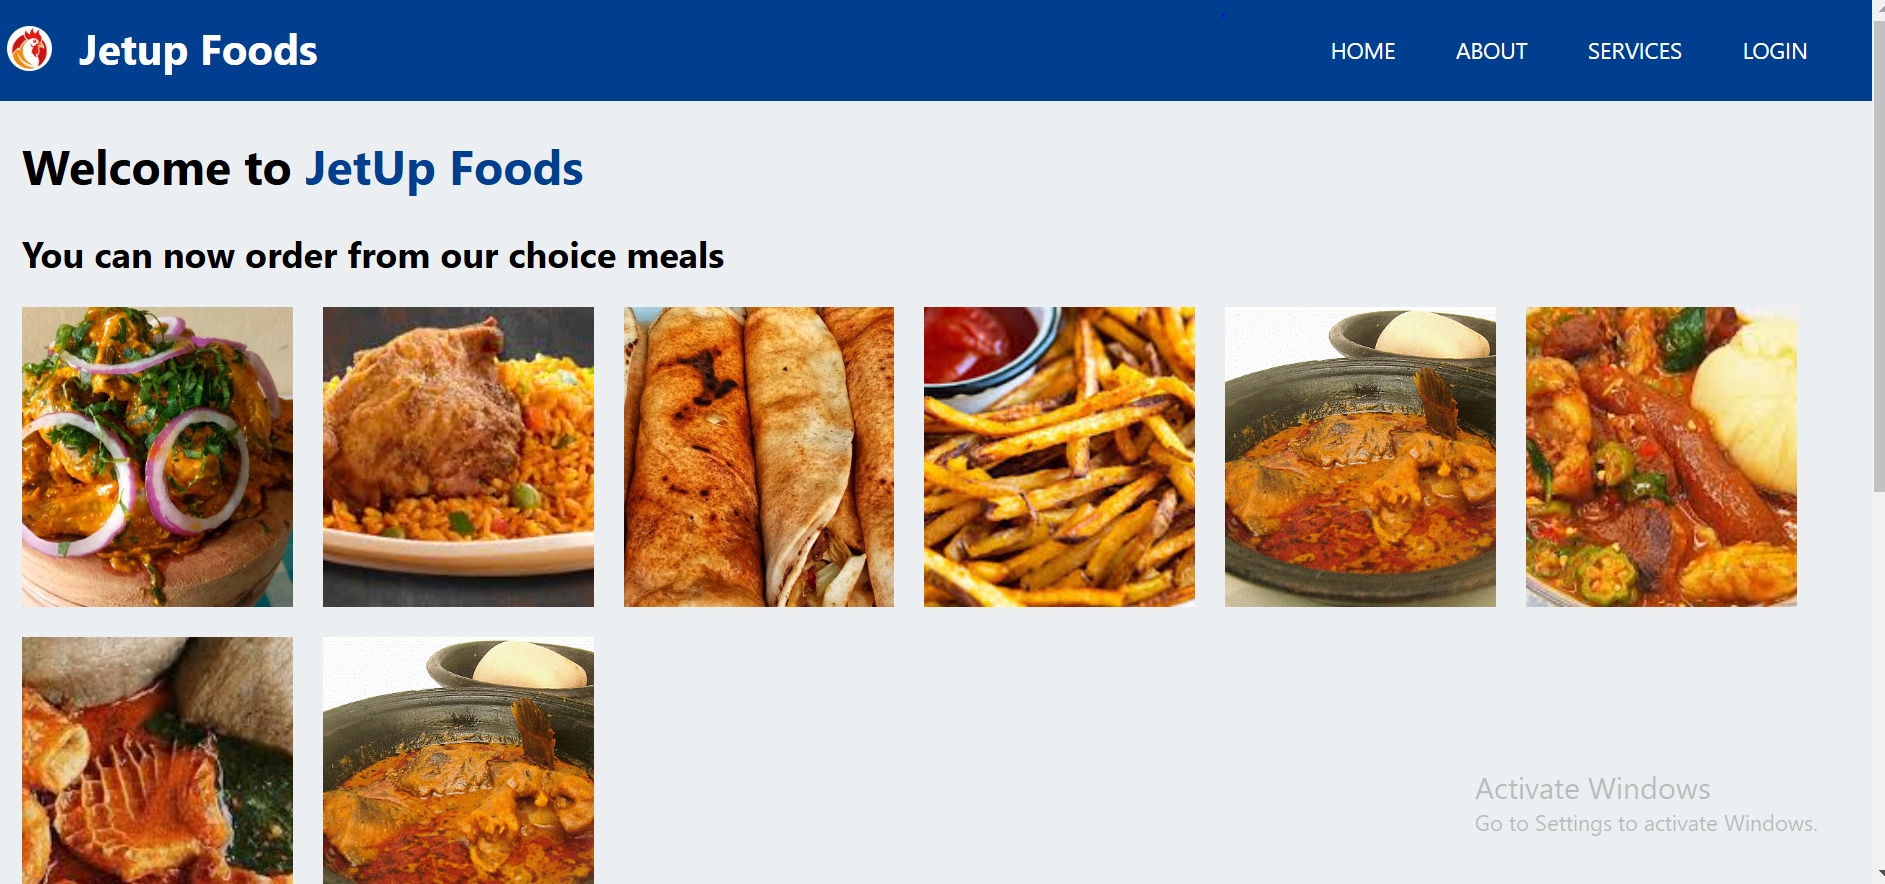 Jetup Foods
HOME ABOUT SERVICES LOGIN
Welcome to JetUp Foods
You can now order from our choice meals
Activate Windows
Go to Settings to activate Windows.